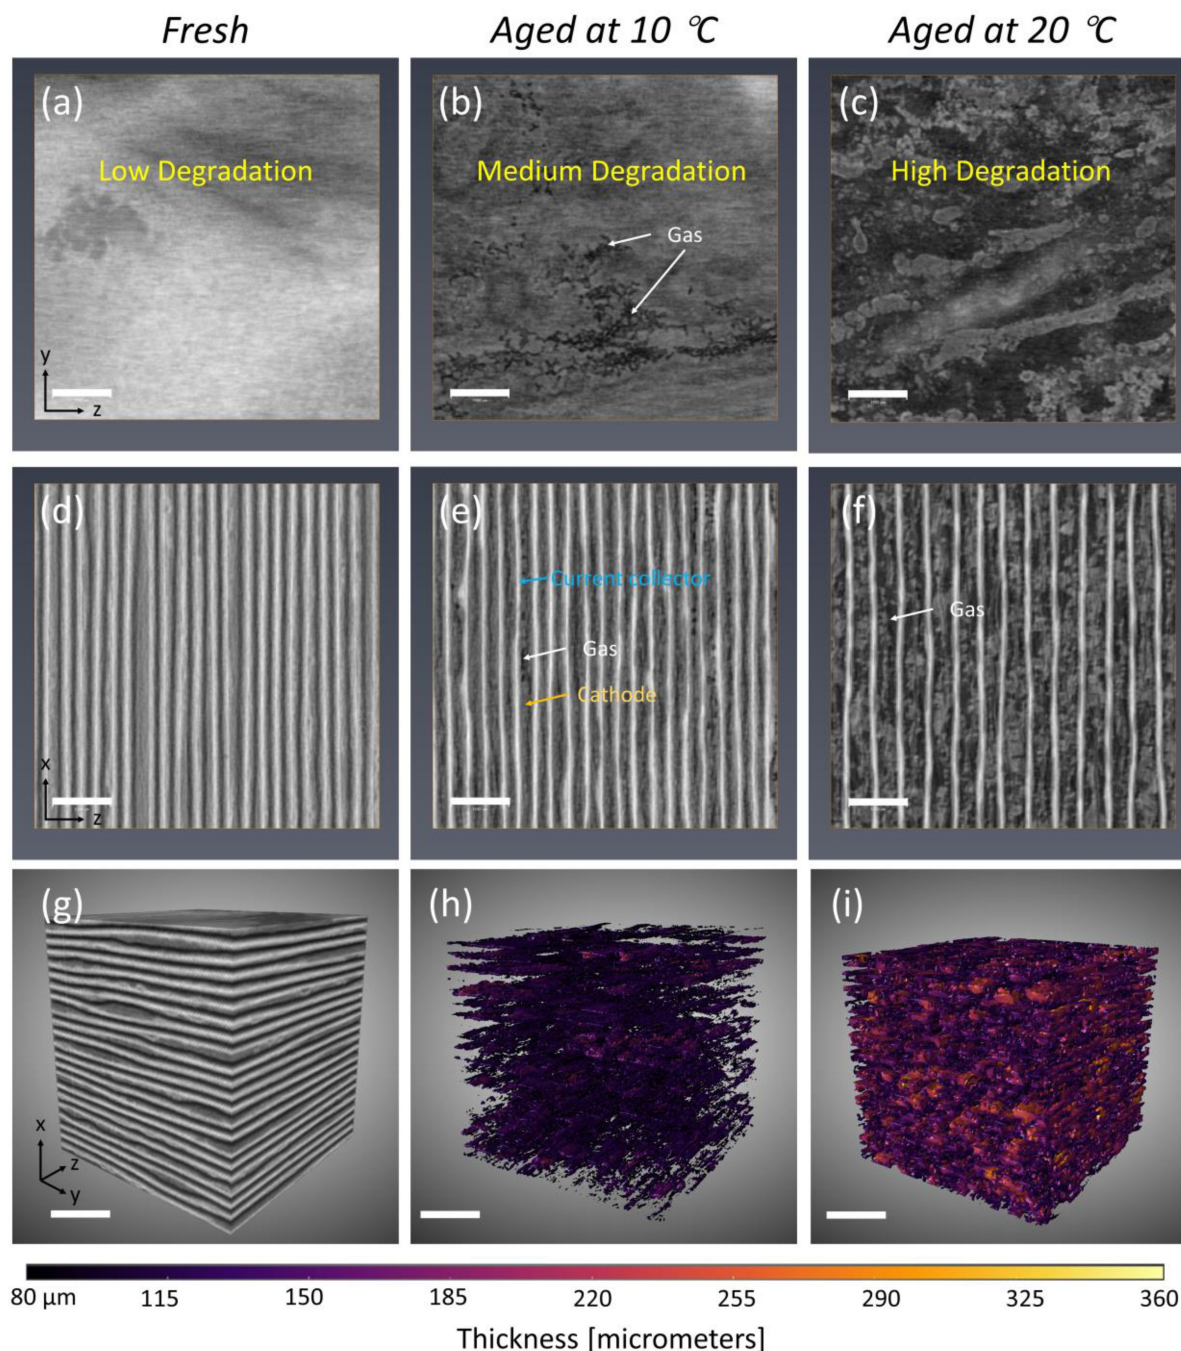 Fresh
Aged at 10 °C
Aged at 20 °C
(a)
(b)
(c)
Low Degradation
Medium Degradation
High Degradation
Gas
y
z
(d)
(e)
(f)
Current collector
Gas
Gas
Cathode
x
z
(g)
(h)
(i)
x
z
y
80 µm 115 150 185 220 255 290 325 360
Thickness [micrometers]